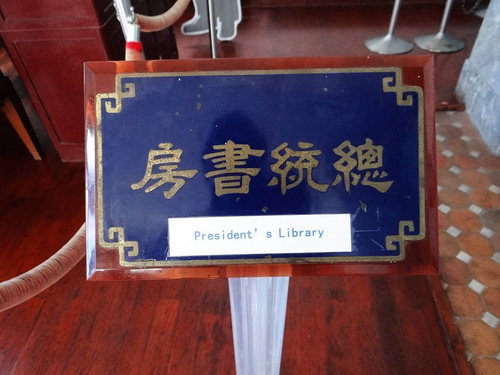 總統書房
President's Library